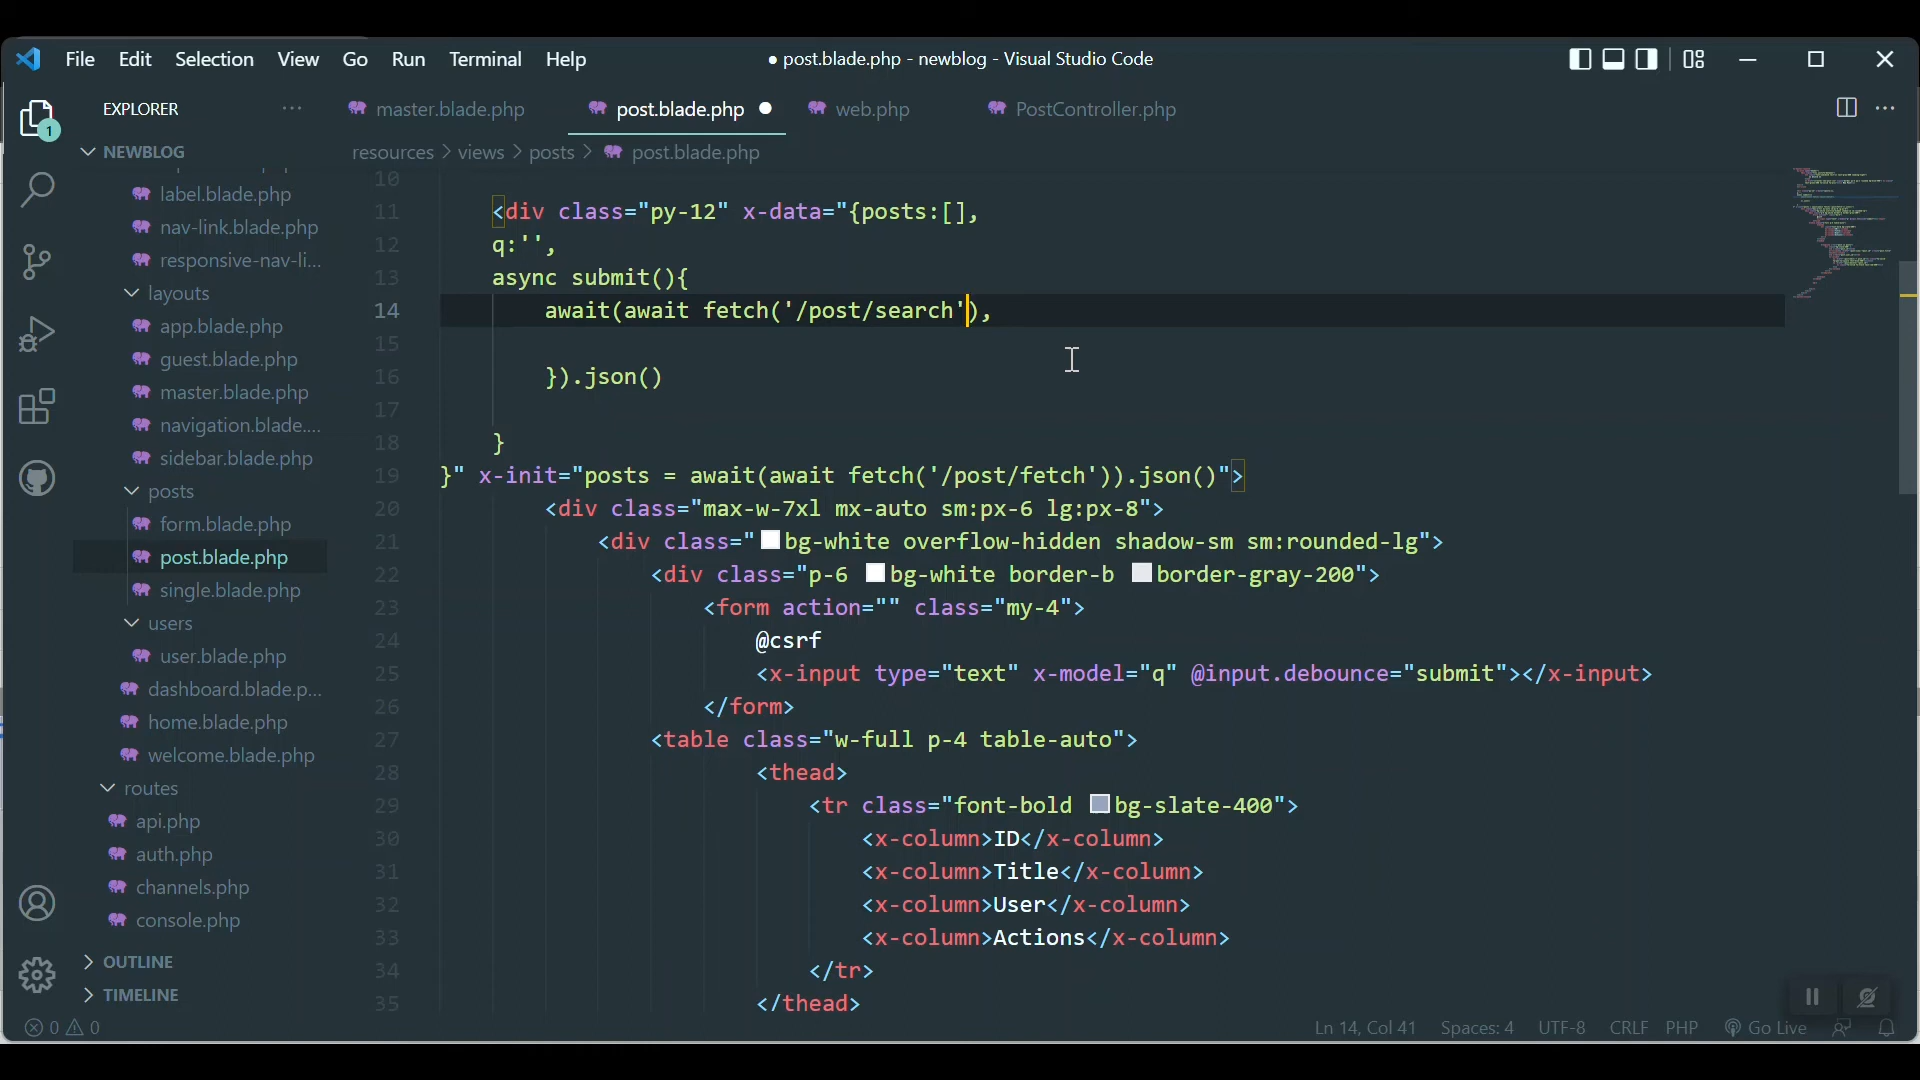 File Edit Selection View Go Run Terminal Help
● post.blade.php - newblog - Visual Studio Code
EXPLORER ...
master.blade.php
post.blade.php
web.php
PostController.php
1
NEWBLOG
resources > views > posts > post.blade.php
label.blade.php
nav-link.blade.php
responsive-nav-li...
layouts
app.blade.php
guest.blade.php
master.blade.php
navigation.blade....
sidebar.blade.php
posts
form.blade.php
post.blade.php
single.blade.php
users
user.blade.php
dashboard.blade.p...
home.blade.php
welcome.blade.php
routes
api.php
auth.php
channels.php
console.php
OUTLINE
TIMELINE
10
11 <div class="py-12" x-data="{posts:[],
12 q:'',
13 async submit(){
14 await(await fetch('/post/search'),
15
16 }).json()
17
18 }
19 }" x-init="posts = await(await fetch('/post/fetch')).json()">
20 <div class="max-w-7xl mx-auto sm:px-6 lg:px-8">
21 <div class="bg-white overflow-hidden shadow-sm sm:rounded-lg">
22 <div class="p-6 bg-white border-b border-gray-200">
23 <form action="" class="my-4">
24 @csrf
25 <x-input type="text" x-model="q" @input.debounce="submit"></x-input>
26 </form>
27 <table class="w-full p-4 table-auto">
28 <thead>
29 <tr class="font-bold bg-slate-400">
30 <x-column>ID</x-column>
31 <x-column>Title</x-column>
32 <x-column>User</x-column>
33 <x-column>Actions</x-column>
34 </tr>
35 </thead>
0 0
Ln 14, Col 41 Spaces: 4 UTF-8 CRLF PHP Go Live